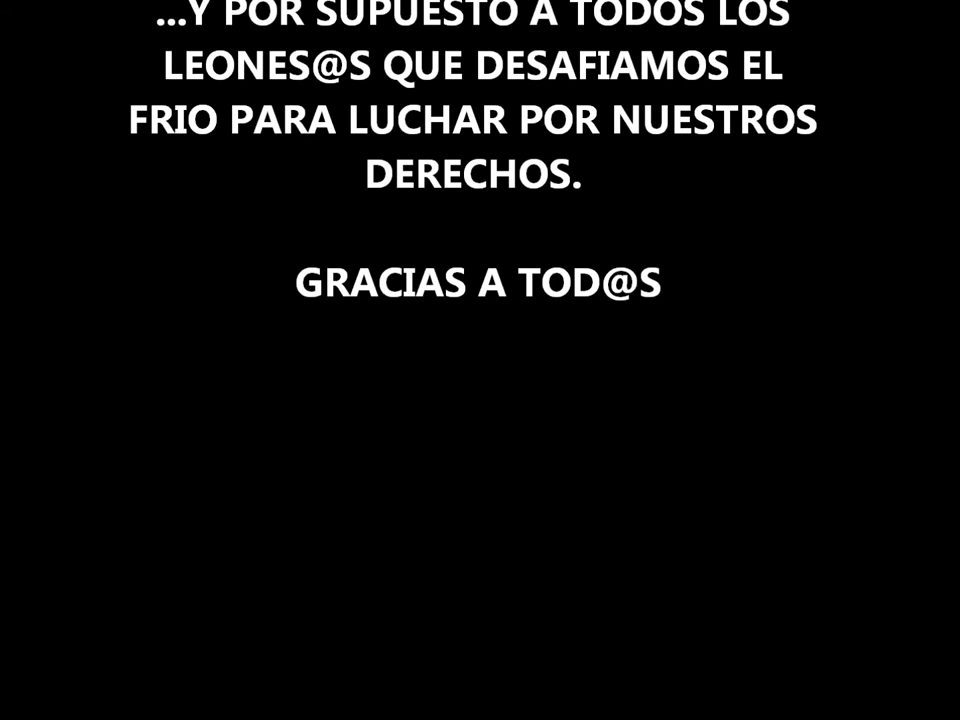 ...Y POR SUPUESTO A TODOS LOS
LEONES@S QUE DESAFIAMOS EL
FRIO PARA LUCHAR POR NUESTROS
DERECHOS.
GRACIAS A TOD@S